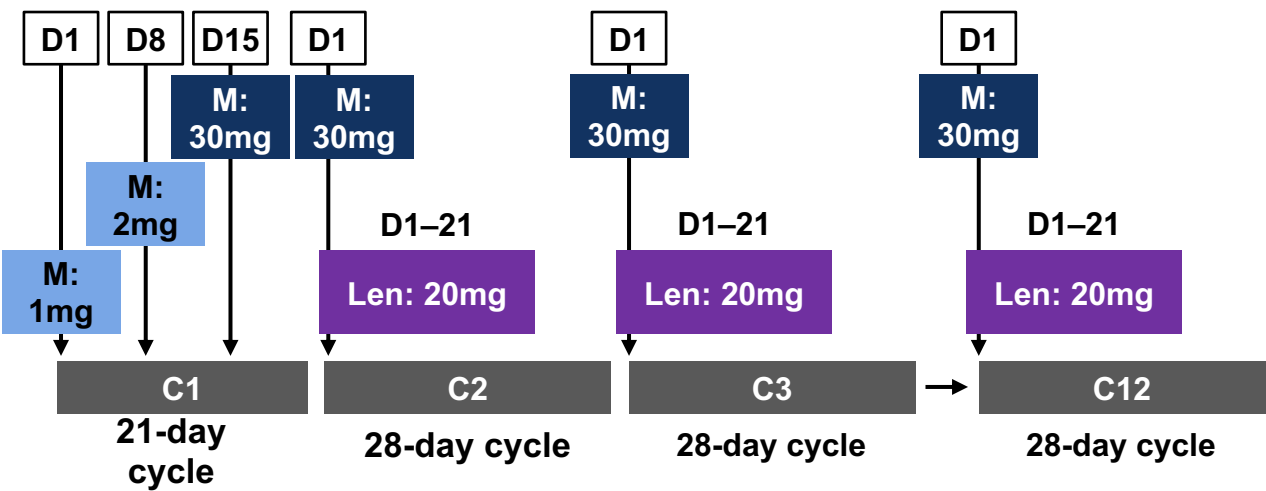 D1
D8
D15
D1
D1
D1
M:
30mg
M:
30mg
M:
30mg
M:
30mg
M:
2mg
D1–21
D1–21
D1–21
M:
1mg
Len: 20mg
Len: 20mg
Len: 20mg
C1
C2
C3
C12
21-day
cycle
28-day cycle
28-day cycle
28-day cycle